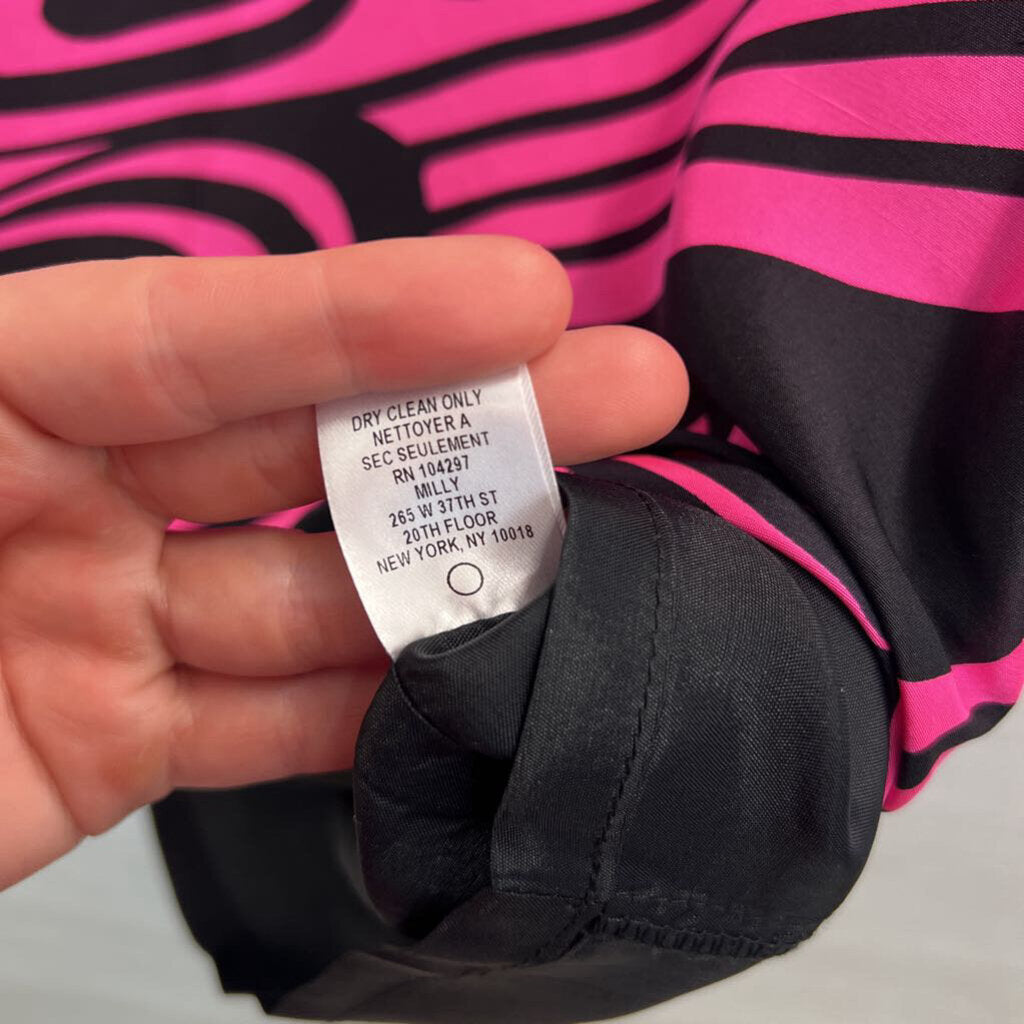 DRY CLEAN ONLY
NETTOYER A
SEC SEULEMENT
RN 104297
MILLY
265 W 37TH ST
20TH FLOOR
NEW YORK, NY 10018